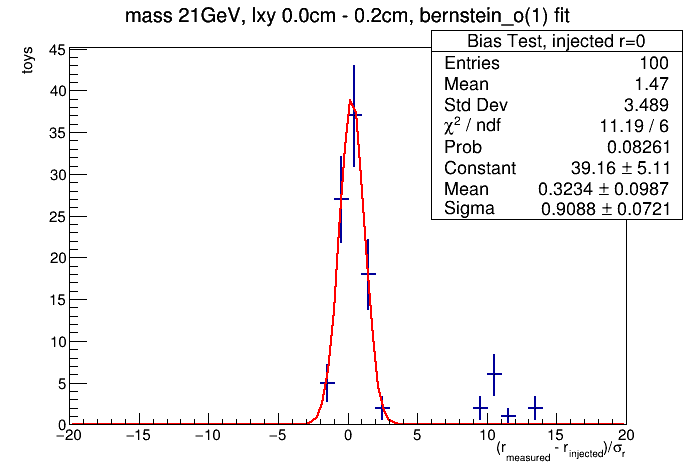 mass 21GeV, lxy 0.0cm - 0.2cm, bernstein_o(1) fit
toys
Bias Test, injected r=0
Entries 100
Mean 1.47
Std Dev 3.489
χ² / ndf 11.19 / 6
Prob 0.08261
Constant 39.16 ± 5.11
Mean 0.3234 ± 0.0987
Sigma 0.9088 ± 0.0721
45
40
35
30
25
20
15
10
5
0
−20 −15 −10 −5 0 5 10 15 20
(r_measured - r_injected)/σ_r